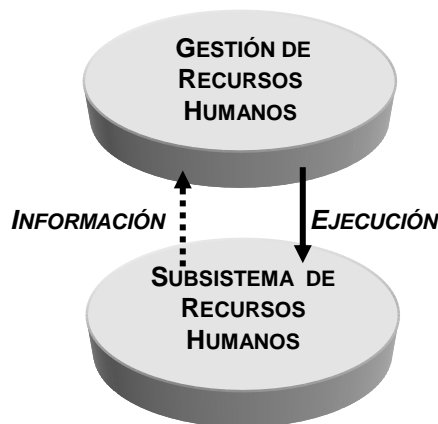 GESTIÓN DE
RECURSOS
HUMANOS
INFORMACIÓN
EJECUCIÓN
SUBSISTEMA DE
RECURSOS
HUMANOS